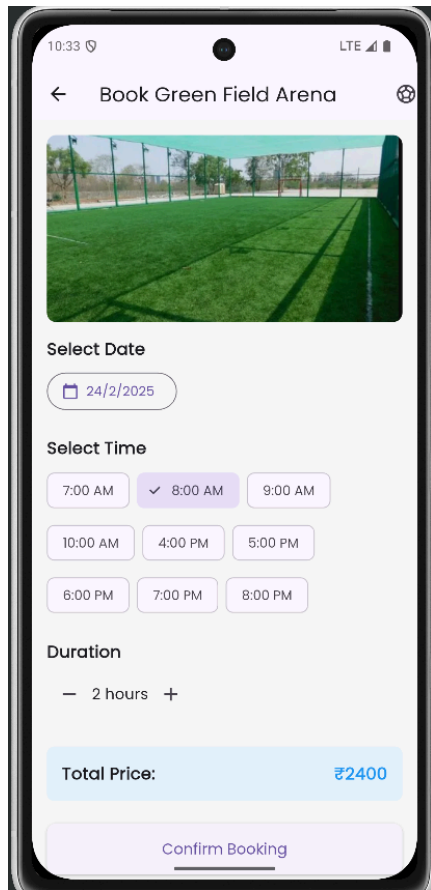 10:33 LTE
Book Green Field Arena
Select Date
24/2/2025
Select Time
7:00 AM 8:00 AM 9:00 AM
10:00 AM 4:00 PM 5:00 PM
6:00 PM 7:00 PM 8:00 PM
Duration
− 2 hours +
Total Price: ₹2400
Confirm Booking